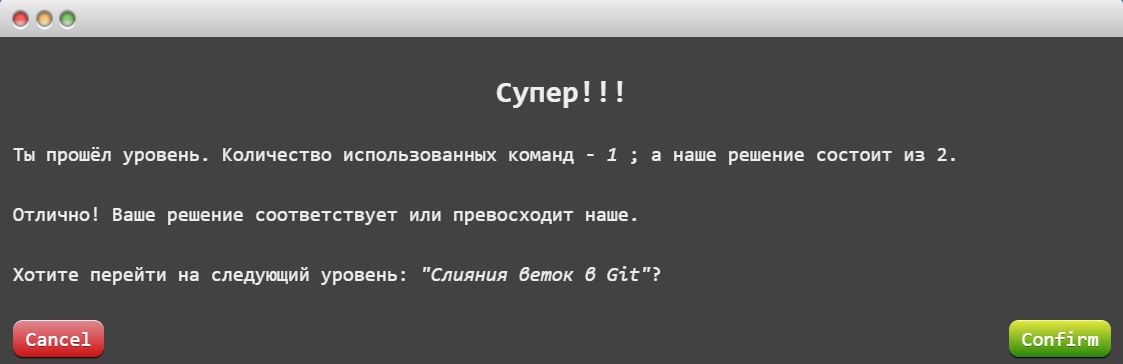 Супер!!!
Ты прошёл уровень. Количество использованных команд - 1 ; а наше решение состоит из 2.
Отлично! Ваше решение соответствует или превосходит наше.
Хотите перейти на следующий уровень: "Слияния веток в Git"?
Cancel
Confirm